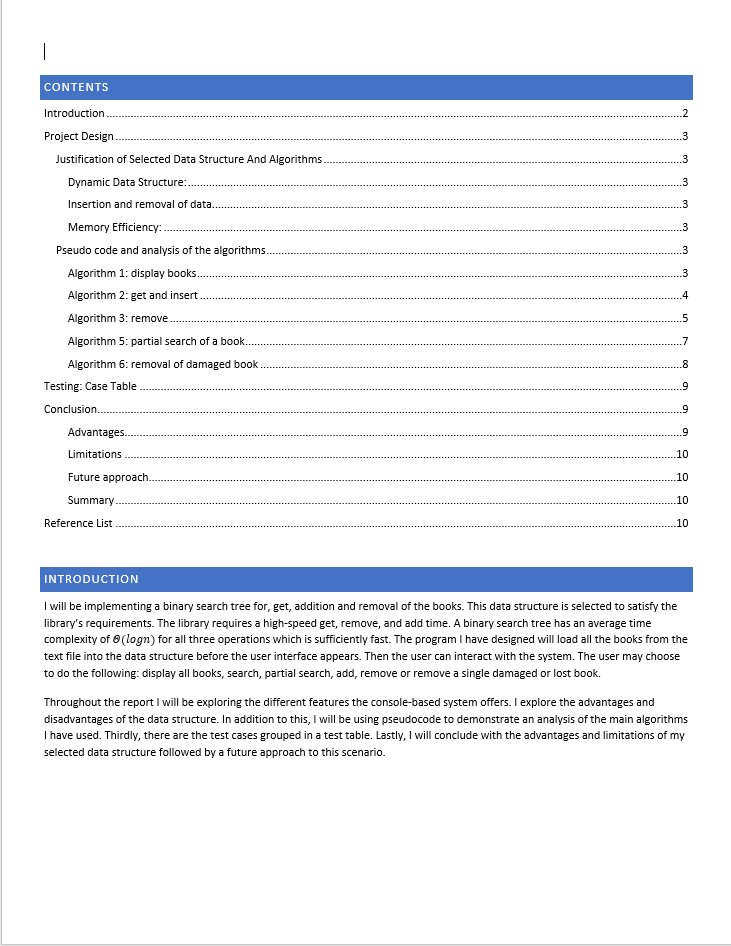 CONTENTS
Introduction ........ 2
Project Design ........ 3
Justification of Selected Data Structure And Algorithms ........ 3
Dynamic Data Structure: ........ 3
Insertion and removal of data ........ 3
Memory Efficiency: ........ 3
Pseudo code and analysis of the algorithms ........ 3
Algorithm 1: display books ........ 3
Algorithm 2: get and insert ........ 4
Algorithm 3: remove ........ 5
Algorithm 5: partial search of a book ........ 7
Algorithm 6: removal of damaged book ........ 8
Testing: Case Table ........ 9
Conclusion ........ 9
Advantages ........ 9
Limitations ........ 10
Future approach ........ 10
Summary ........ 10
Reference List ........ 10
INTRODUCTION
I will be implementing a binary search tree for, get, addition and removal of the books. This data structure is selected to satisfy the
library's requirements. The library requires a high-speed get, remove, and add time. A binary search tree has an average time
complexity of Θ(logn) for all three operations which is sufficiently fast. The program I have designed will load all the books from the
text file into the data structure before the user interface appears. Then the user can interact with the system. The user may choose
to do the following: display all books, search, partial search, add, remove or remove a single damaged or lost book.
Throughout the report I will be exploring the different features the console-based system offers. I explore the advantages and
disadvantages of the data structure. In addition to this, I will be using pseudocode to demonstrate an analysis of the main algorithms
I have used. Thirdly, there are the test cases grouped in a test table. Lastly, I will conclude with the advantages and limitations of my
selected data structure followed by a future approach to this scenario.